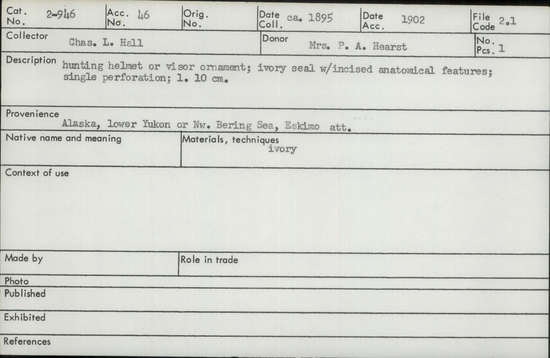 Cat. No. 2-946 Acc. No. 46 Orig. No. Date Coll. ca. 1895 Date Acc. 1902 File Code 2.1
Collector Chas. L. Hall Donor Mrs. P. A. Hearst No. Pcs. 1
Description hunting helmet or visor ornament; ivory seal w/incised anatomical features;
single perforation; l. 10 cm.
Provenience
Alaska, lower Yukon or Nw. Bering Sea, Eskimo att.
Native name and meaning Materials, techniques
ivory
Context of use
Made by Role in trade
Photo
Published
Exhibited
References